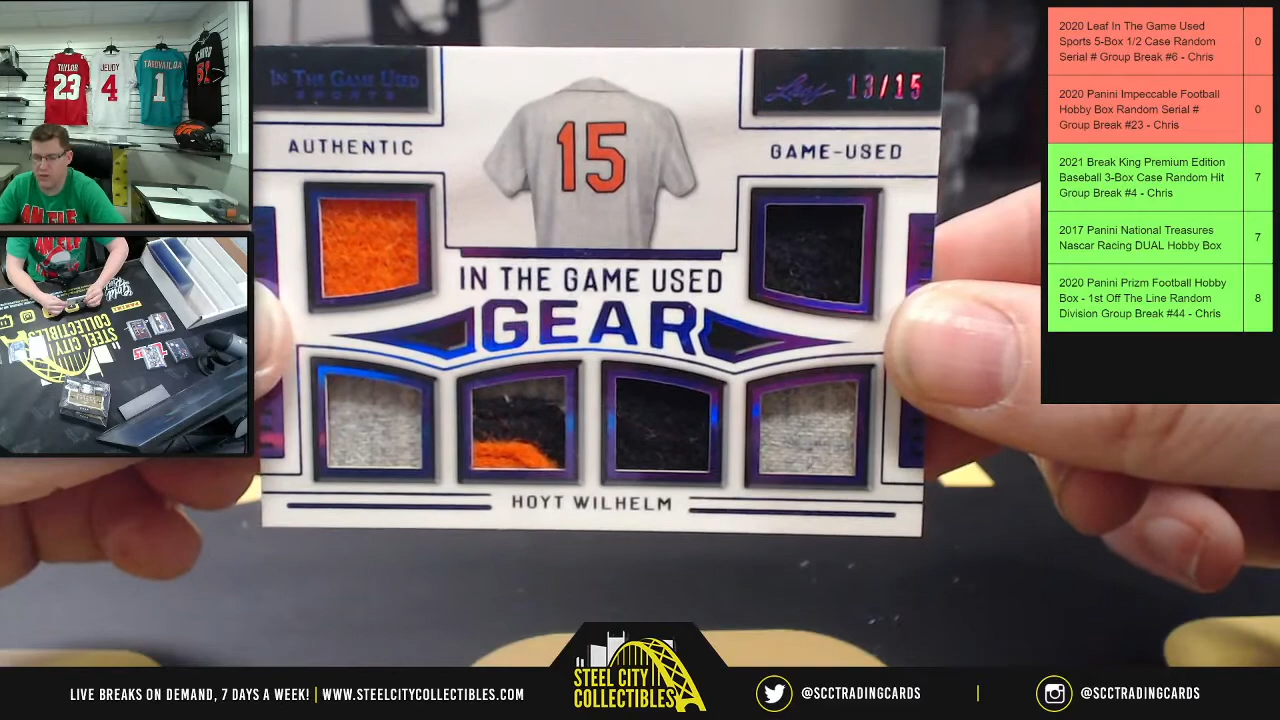 TAYLOR
23
JEUDY
4
TAGOVAILOA
1
51
IN THE GAME USED
SPORTS
Leaf 13/15
AUTHENTIC
GAME-USED
15
IN THE GAME USED
GEAR
HOYT WILHELM
STEEL CITY
COLLECTIBLES
2020 Leaf In The Game Used
Sports 5-Box 1/2 Case Random
Serial # Group Break #6 - Chris
0
2020 Panini Impeccable Football
Hobby Box Random Serial #
Group Break #23 - Chris
0
2021 Break King Premium Edition
Baseball 3-Box Case Random Hit
Group Break #4 - Chris
7
2017 Panini National Treasures
Nascar Racing DUAL Hobby Box
7
2020 Panini Prizm Football Hobby
Box - 1st Off The Line Random
Division Group Break #44 - Chris
8
LIVE BREAKS ON DEMAND, 7 DAYS A WEEK! | WWW.STEELCITYCOLLECTIBLES.COM
STEEL CITY
COLLECTIBLES
@SCCTRADINGCARDS
|
@SCCTRADINGCARDS